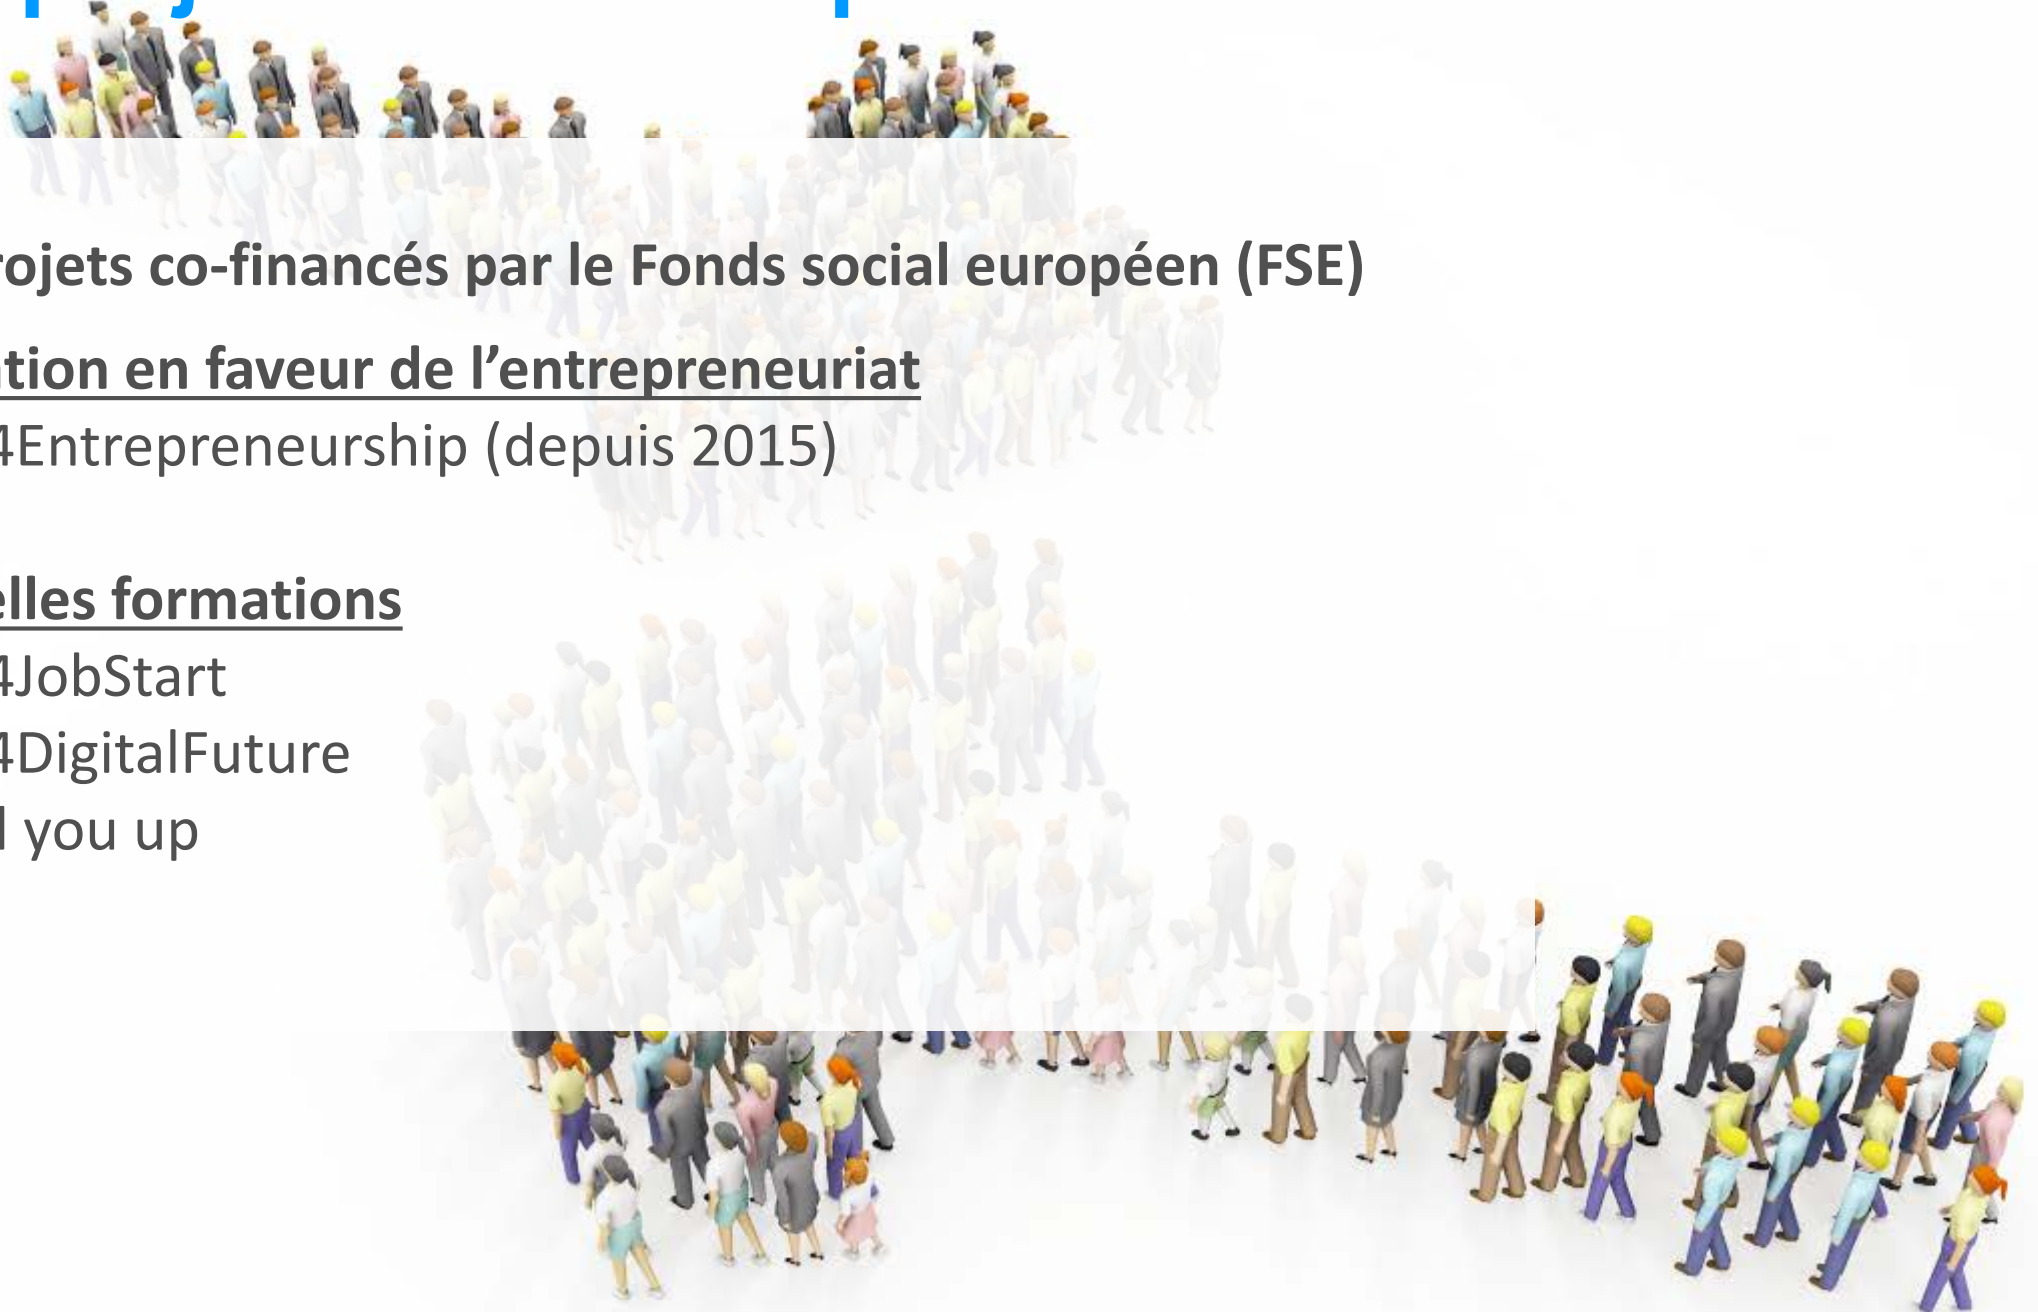 rojets co-financés par le Fonds social européen (FSE)
ation en faveur de l’entrepreneuriat
4Entrepreneurship (depuis 2015)
elles formations
4JobStart
4DigitalFuture
you up